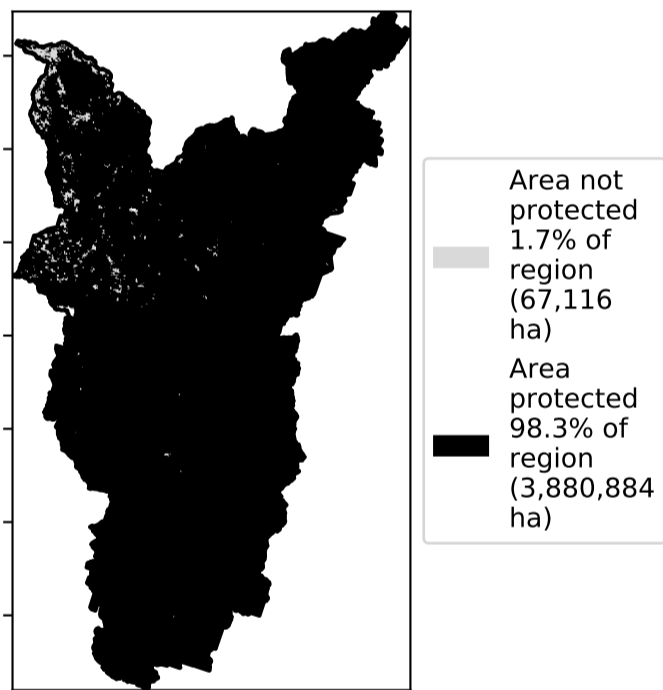 Area not
protected
1.7% of
region
(67,116
ha)
Area
protected
98.3% of
region
(3,880,884
ha)